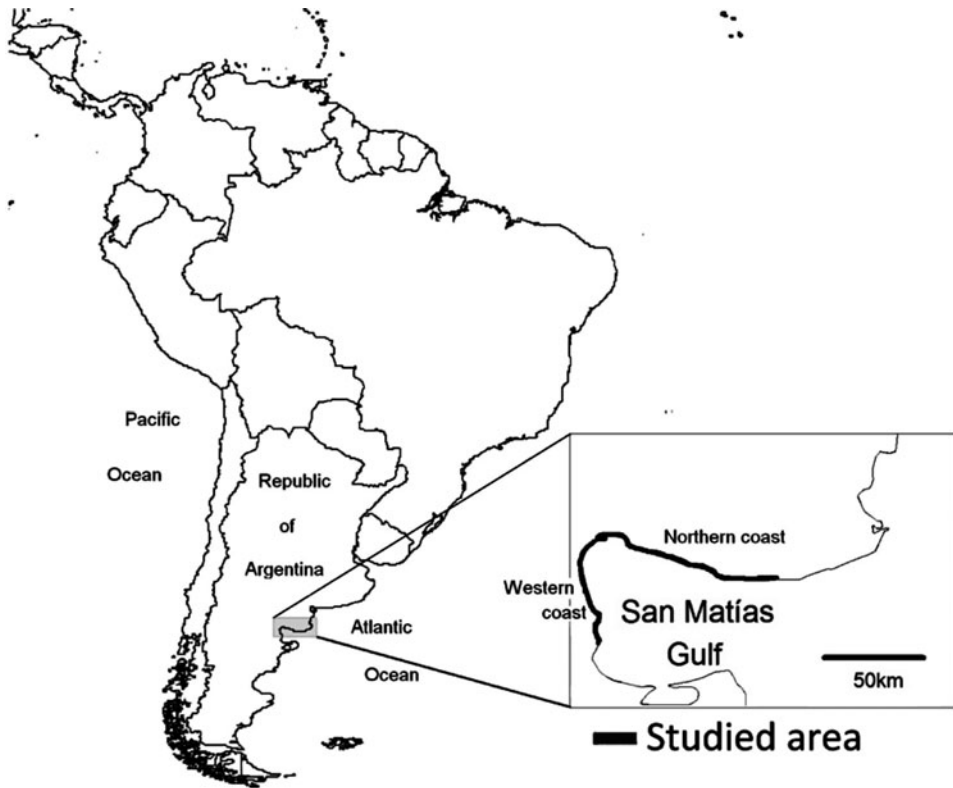 Pacific
Ocean
Republic
of
Argentina
Atlantic
Ocean
Northern coast
Western
coast
San Matías
Gulf
50km
Studied area